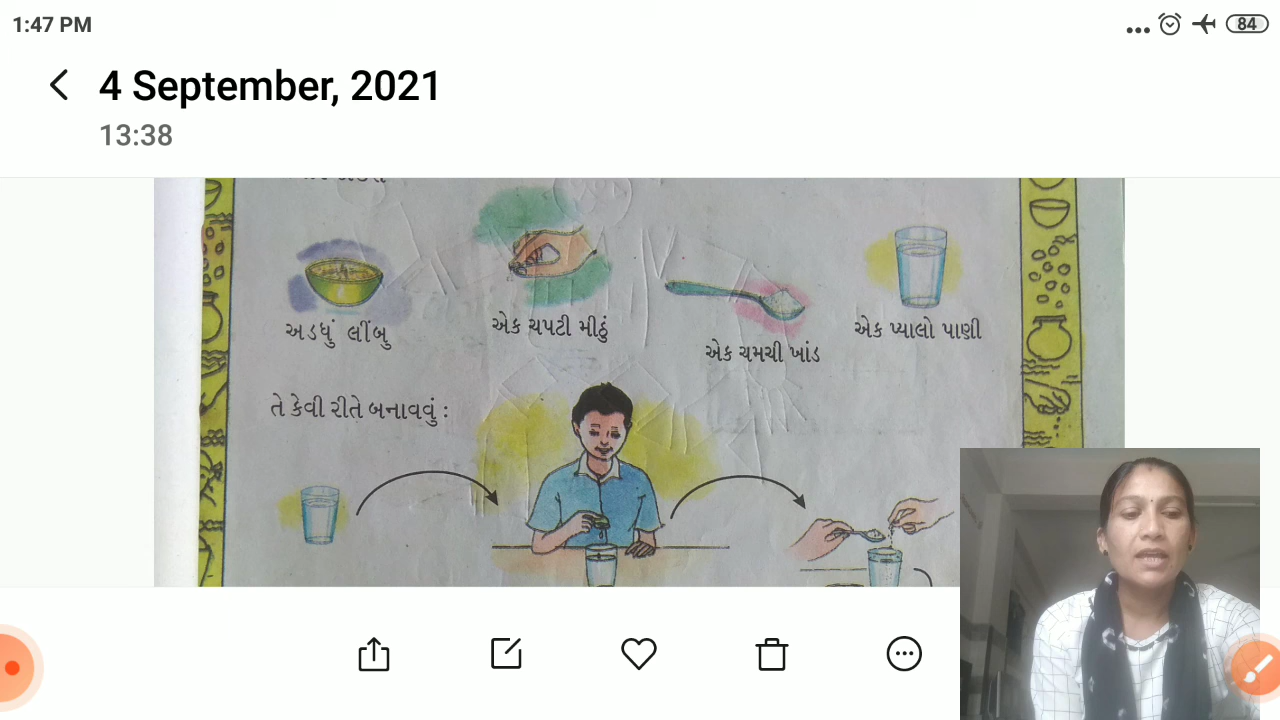 1:47 PM
84
4 September, 2021
13:38
અડધું લીંબુ
એક ચપટી મીઠું
એક ચમચી ખાંડ
એક પ્યાલો પાણી
તે કેવી રીતે બનાવવું :